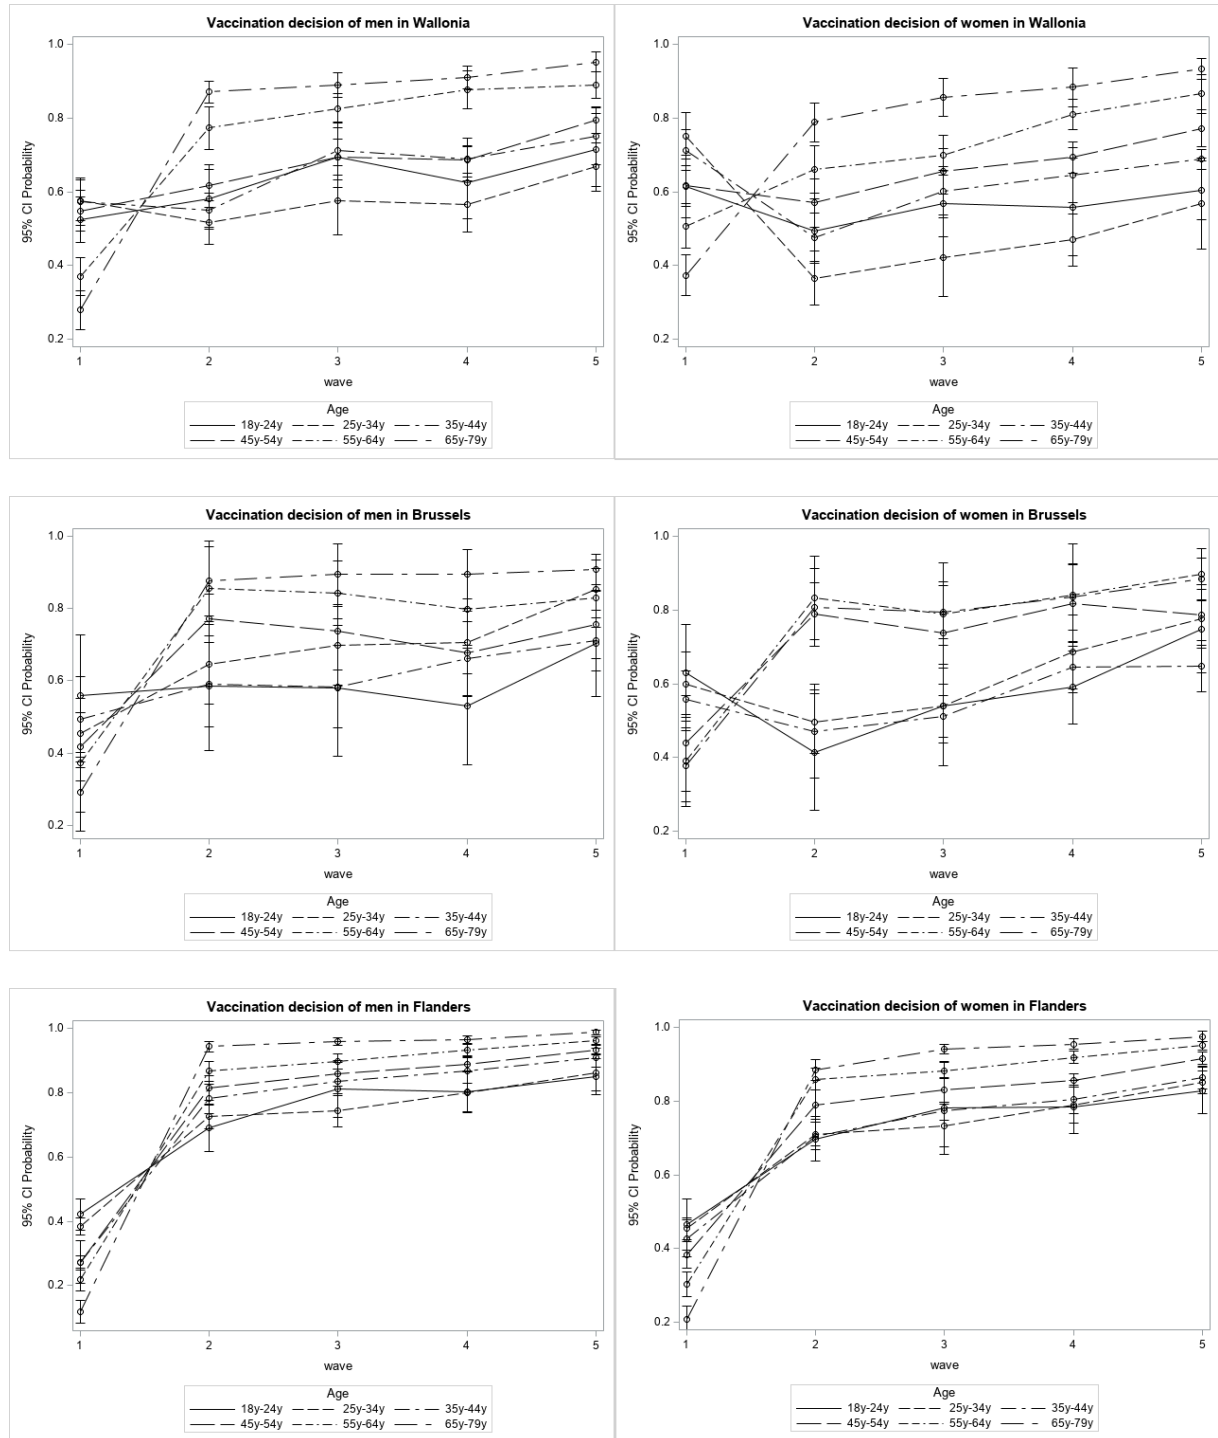 Vaccination decision of men in Wallonia
95% CI Probability
1.0
0.8
0.6
0.4
0.2
1 2 3 4 5
wave
Age
18y-24y 25y-34y 35y-44y
45y-54y 55y-64y 65y-79y
Vaccination decision of women in Wallonia
95% CI Probability
1.0
0.8
0.6
0.4
0.2
1 2 3 4 5
wave
Age
18y-24y 25y-34y 35y-44y
45y-54y 55y-64y 65y-79y
Vaccination decision of men in Brussels
95% CI Probability
1.0
0.8
0.6
0.4
0.2
1 2 3 4 5
wave
Age
18y-24y 25y-34y 35y-44y
45y-54y 55y-64y 65y-79y
Vaccination decision of women in Brussels
95% CI Probability
1.0
0.8
0.6
0.4
0.2
1 2 3 4 5
wave
Age
18y-24y 25y-34y 35y-44y
45y-54y 55y-64y 65y-79y
Vaccination decision of men in Flanders
95% CI Probability
1.0
0.8
0.6
0.4
0.2
1 2 3 4 5
wave
Age
18y-24y 25y-34y 35y-44y
45y-54y 55y-64y 65y-79y
Vaccination decision of women in Flanders
95% CI Probability
1.0
0.8
0.6
0.4
0.2
1 2 3 4 5
wave
Age
18y-24y 25y-34y 35y-44y
45y-54y 55y-64y 65y-79y